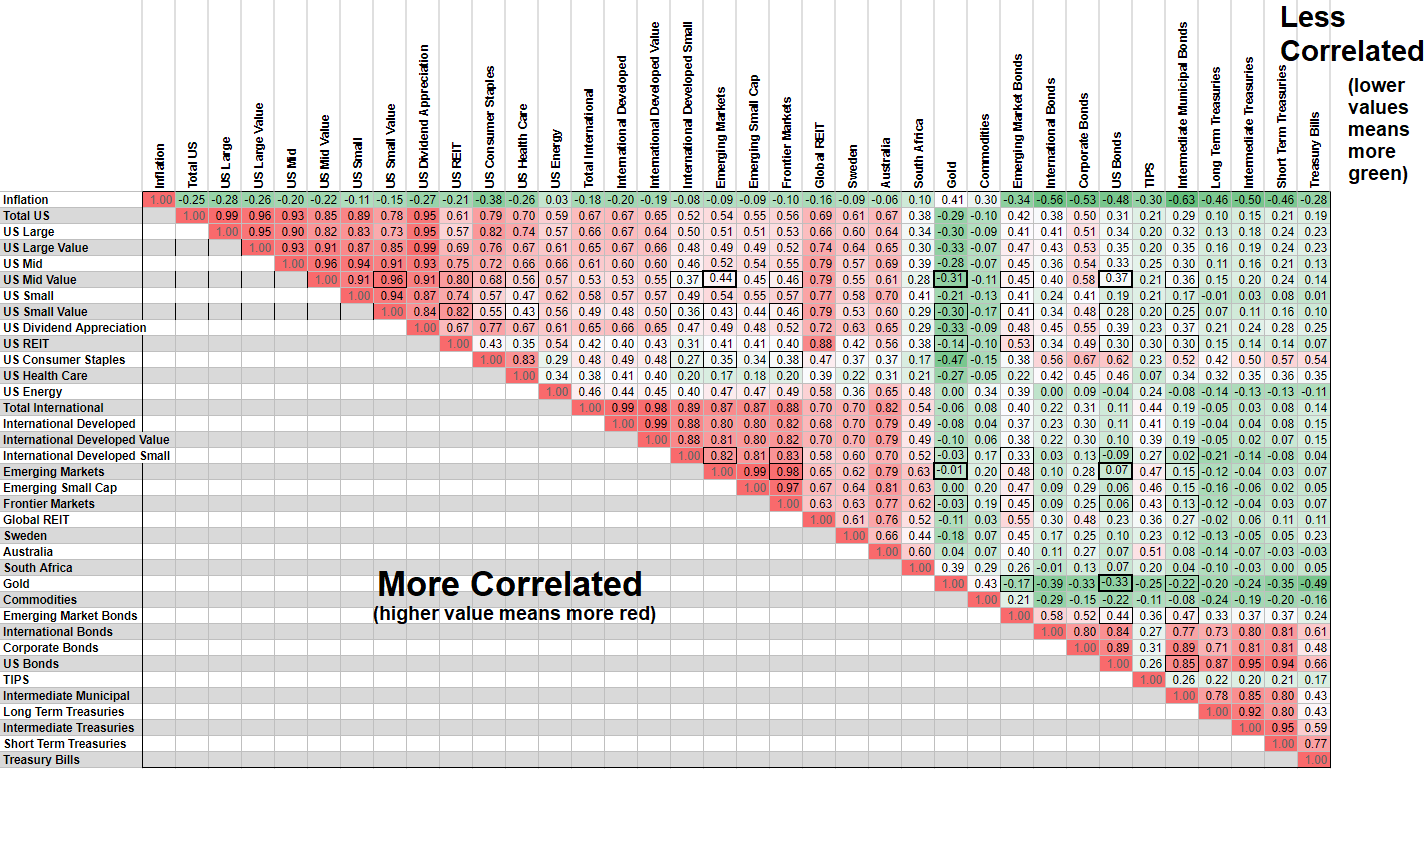 Less
Correlated
(lower
values
means
more
green)
Inflation
Total US
US Large
US Large Value
US Mid
US Mid Value
US Small
US Small Value
US Dividend Appreciation
US REIT
US Consumer Staples
US Health Care
US Energy
Total International
International Developed
International Developed Value
International Developed Small
Emerging Markets
Emerging Small Cap
Frontier Markets
Global REIT
Sweden
Australia
South Africa
Gold
Commodities
Emerging Market Bonds
International Bonds
Corporate Bonds
US Bonds
TIPS
Intermediate Municipal Bonds
Long Term Treasuries
Intermediate Treasuries
Short Term Treasuries
Treasury Bills
Inflation 1.00 -0.25 -0.28 -0.26 -0.20 -0.22 -0.11 -0.15 -0.27 -0.21 -0.38 -0.26 0.03 -0.18 -0.20 -0.19 -0.08 -0.09 -0.09 -0.10 -0.16 -0.09 -0.06 0.10 0.41 0.30 -0.34 -0.56 -0.53 -0.48 -0.30 -0.63 -0.46 -0.50 -0.46 -0.28
Total US 1.00 0.99 0.96 0.93 0.85 0.89 0.78 0.95 0.61 0.79 0.70 0.59 0.67 0.67 0.65 0.52 0.54 0.55 0.56 0.69 0.61 0.67 0.38 -0.29 -0.10 0.42 0.38 0.50 0.31 0.21 0.29 0.10 0.15 0.21 0.19
US Large 1.00 0.95 0.90 0.82 0.83 0.73 0.95 0.57 0.82 0.74 0.57 0.66 0.67 0.64 0.50 0.51 0.51 0.53 0.66 0.60 0.64 0.34 -0.30 -0.09 0.41 0.41 0.51 0.34 0.20 0.32 0.13 0.18 0.24 0.23
US Large Value 1.00 0.93 0.91 0.87 0.85 0.99 0.69 0.76 0.67 0.61 0.65 0.67 0.66 0.48 0.49 0.49 0.52 0.74 0.64 0.65 0.30 -0.33 -0.07 0.47 0.43 0.53 0.35 0.20 0.35 0.16 0.19 0.24 0.23
US Mid 1.00 0.96 0.94 0.91 0.93 0.75 0.72 0.66 0.66 0.61 0.60 0.60 0.46 0.52 0.54 0.55 0.79 0.57 0.69 0.39 -0.28 -0.07 0.45 0.36 0.54 0.33 0.25 0.30 0.11 0.16 0.21 0.13
US Mid Value 1.00 0.91 0.96 0.91 0.80 0.68 0.56 0.57 0.53 0.53 0.55 0.37 0.44 0.45 0.46 0.79 0.55 0.61 0.28 -0.31 -0.11 0.45 0.40 0.58 0.37 0.21 0.36 0.15 0.20 0.24 0.14
US Small 1.00 0.94 0.87 0.74 0.57 0.47 0.62 0.58 0.57 0.57 0.49 0.54 0.55 0.57 0.77 0.58 0.70 0.41 -0.21 -0.13 0.41 0.24 0.41 0.19 0.21 0.17 -0.01 0.03 0.08 0.01
US Small Value 1.00 0.84 0.82 0.55 0.43 0.56 0.49 0.48 0.50 0.36 0.43 0.44 0.46 0.79 0.53 0.60 0.29 -0.30 -0.17 0.41 0.34 0.48 0.28 0.20 0.25 0.07 0.11 0.16 0.10
US Dividend Appreciation 1.00 0.67 0.77 0.67 0.61 0.65 0.66 0.65 0.47 0.49 0.48 0.52 0.72 0.63 0.65 0.29 -0.33 -0.09 0.48 0.45 0.55 0.39 0.23 0.37 0.21 0.24 0.28 0.25
US REIT 1.00 0.43 0.35 0.54 0.42 0.40 0.43 0.31 0.41 0.41 0.40 0.88 0.42 0.56 0.38 -0.14 -0.10 0.53 0.34 0.49 0.30 0.30 0.30 0.15 0.14 0.14 0.07
US Consumer Staples 1.00 0.83 0.29 0.48 0.49 0.48 0.27 0.35 0.34 0.38 0.47 0.37 0.37 0.17 -0.47 -0.15 0.38 0.56 0.67 0.62 0.23 0.52 0.42 0.50 0.57 0.54
US Health Care 1.00 0.34 0.38 0.41 0.40 0.20 0.17 0.18 0.20 0.39 0.22 0.31 0.21 -0.27 -0.05 0.22 0.42 0.45 0.46 0.07 0.34 0.32 0.35 0.36 0.35
US Energy 1.00 0.46 0.44 0.45 0.40 0.47 0.47 0.49 0.58 0.36 0.65 0.48 0.00 0.34 0.39 0.00 0.09 -0.04 0.24 -0.08 -0.14 -0.13 -0.13 -0.11
Total International 1.00 0.99 0.98 0.89 0.87 0.87 0.88 0.70 0.70 0.82 0.54 -0.06 0.08 0.40 0.22 0.31 0.11 0.44 0.19 -0.05 0.03 0.08 0.14
International Developed 1.00 0.99 0.88 0.80 0.80 0.82 0.68 0.70 0.79 0.49 -0.08 0.04 0.37 0.23 0.30 0.11 0.41 0.19 -0.04 0.04 0.08 0.15
International Developed Value 1.00 0.88 0.81 0.80 0.82 0.70 0.70 0.79 0.49 -0.10 0.06 0.38 0.22 0.30 0.10 0.39 0.19 -0.05 0.02 0.07 0.15
International Developed Small 1.00 0.82 0.81 0.83 0.58 0.60 0.70 0.52 -0.03 0.17 0.33 0.03 0.13 -0.09 0.27 0.02 -0.21 -0.14 -0.08 0.04
Emerging Markets 1.00 0.99 0.98 0.65 0.62 0.79 0.63 -0.01 0.20 0.48 0.10 0.28 0.07 0.47 0.15 -0.12 -0.04 0.03 0.07
Emerging Small Cap 1.00 0.97 0.67 0.64 0.81 0.63 0.00 0.20 0.47 0.09 0.29 0.06 0.46 0.15 -0.16 -0.06 0.02 0.05
Frontier Markets 1.00 0.63 0.63 0.77 0.62 -0.03 0.19 0.45 0.09 0.25 0.06 0.43 0.13 -0.12 -0.04 0.03 0.07
Global REIT 1.00 0.61 0.76 0.52 -0.11 0.03 0.55 0.30 0.48 0.23 0.36 0.27 -0.02 0.06 0.11 0.11
Sweden 1.00 0.66 0.44 -0.18 0.07 0.45 0.17 0.25 0.10 0.23 0.12 -0.13 -0.05 0.05 0.23
Australia 1.00 0.60 0.04 0.07 0.40 0.11 0.27 0.07 0.51 0.08 -0.14 -0.07 -0.03 -0.03
South Africa 1.00 0.39 0.29 0.26 -0.01 0.13 0.07 0.20 0.04 -0.10 -0.03 0.00 0.05
Gold 1.00 0.43 -0.17 -0.39 -0.33 -0.33 -0.25 -0.22 -0.20 -0.24 -0.35 -0.49
Commodities 1.00 0.21 -0.29 -0.15 -0.22 -0.11 -0.08 -0.24 -0.19 -0.20 -0.16
Emerging Market Bonds 1.00 0.58 0.52 0.44 0.36 0.47 0.33 0.37 0.37 0.24
International Bonds 1.00 0.80 0.84 0.27 0.77 0.73 0.80 0.81 0.61
Corporate Bonds 1.00 0.89 0.31 0.89 0.71 0.81 0.81 0.48
US Bonds 1.00 0.26 0.85 0.87 0.95 0.94 0.66
TIPS 1.00 0.26 0.22 0.20 0.21 0.17
Intermediate Municipal 1.00 0.78 0.85 0.80 0.43
Long Term Treasuries 1.00 0.92 0.80 0.43
Intermediate Treasuries 1.00 0.95 0.59
Short Term Treasuries 1.00 0.77
Treasury Bills 1.00
More Correlated
(higher value means more red)